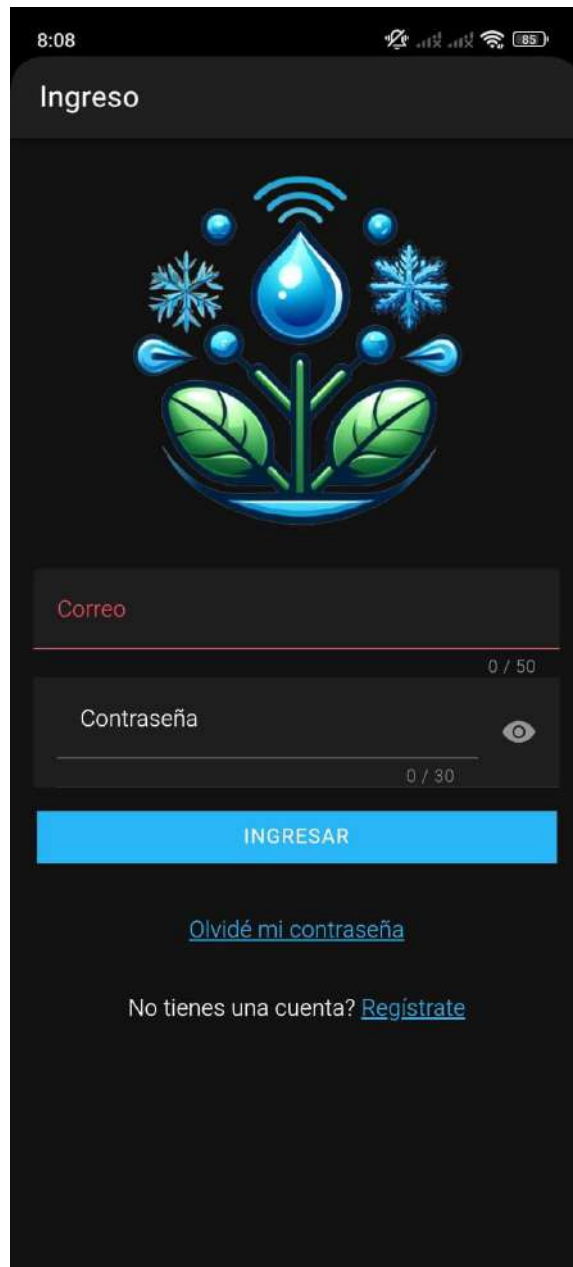 8:08
85
Ingreso
Correo
0 / 50
Contraseña
0 / 30
INGRESAR
Olvidé mi contraseña
No tienes una cuenta? Regístrate